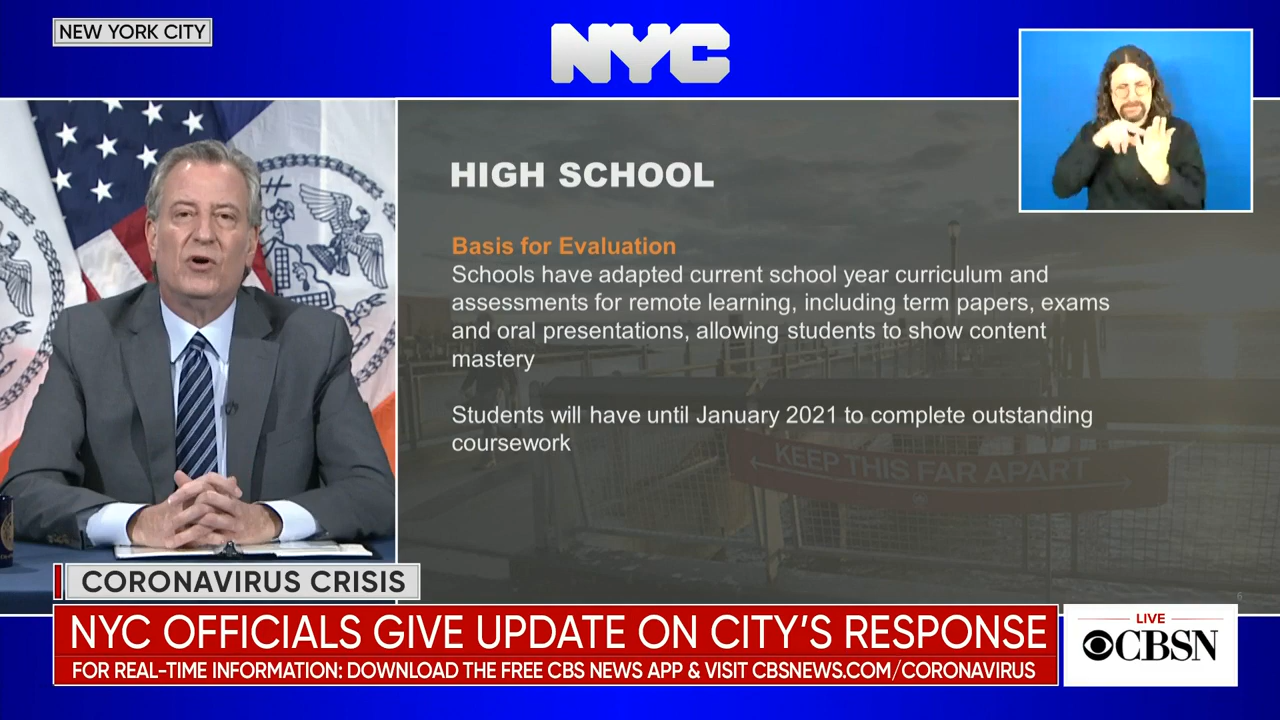 NEW YORK CITY
NYC
HIGH SCHOOL
Basis for Evaluation
Schools have adapted current school year curriculum and
assessments for remote learning, including term papers, exams
and oral presentations, allowing students to show content
mastery
Students will have until January 2021 to complete outstanding
coursework
KEEP THIS FAR APART
6
CORONAVIRUS CRISIS
NYC OFFICIALS GIVE UPDATE ON CITY'S RESPONSE
FOR REAL-TIME INFORMATION: DOWNLOAD THE FREE CBS NEWS APP & VISIT CBSNEWS.COM/CORONAVIRUS
LIVE
CBSN